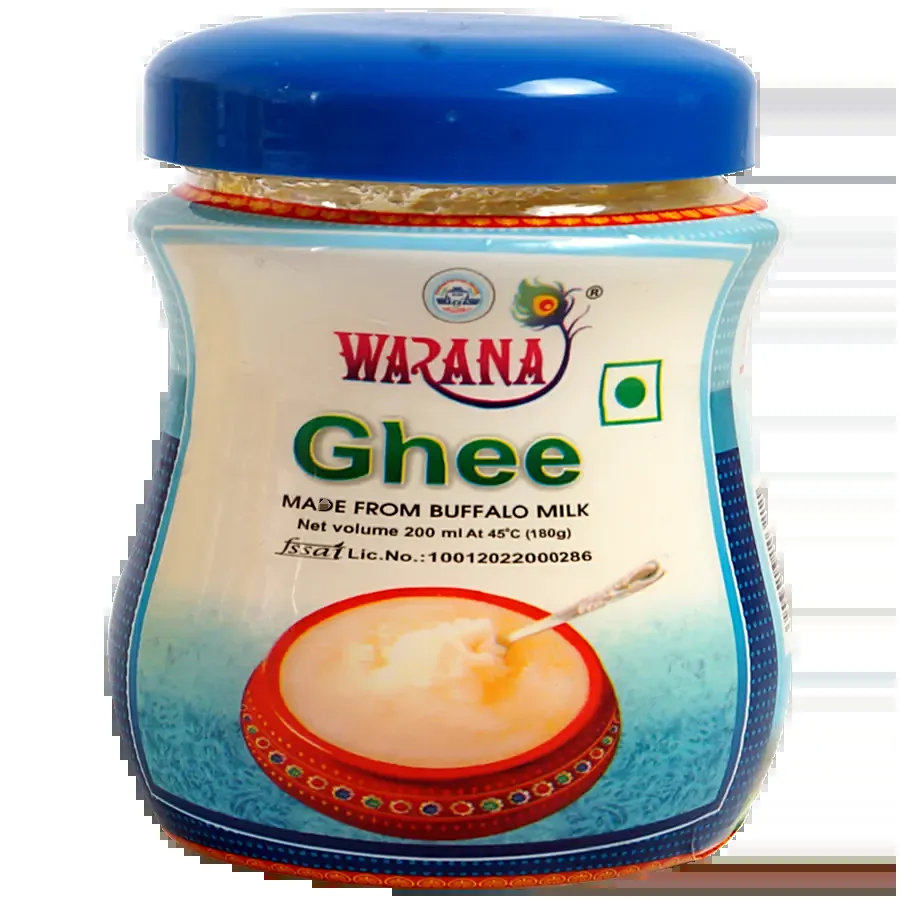 WARANA ®
Ghee
MADE FROM BUFFALO MILK
Net volume 200 ml At 45°C (180g)
fssai Lic.No.:10012022000286